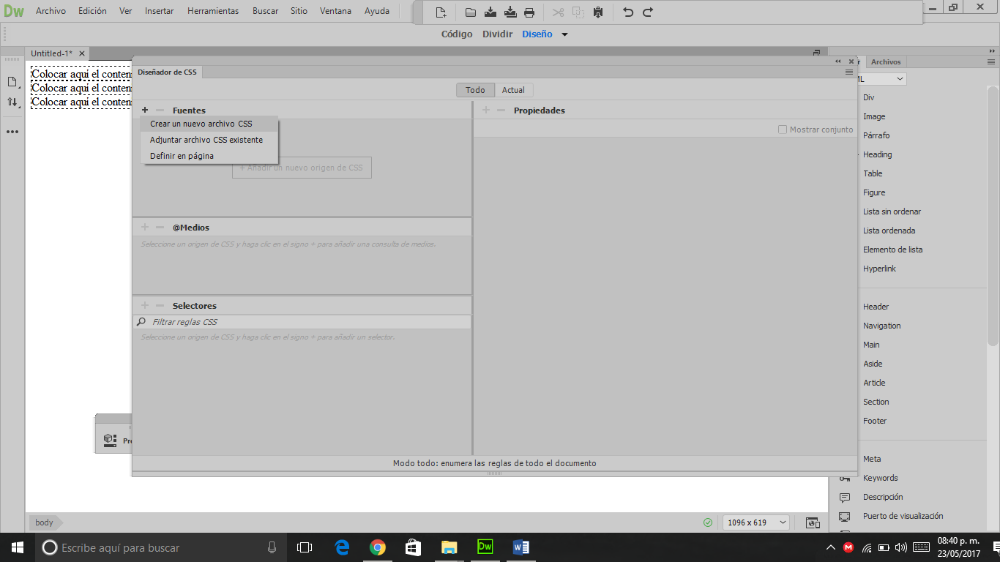 Dw Archivo Edición Ver Insertar Herramientas Buscar Sitio Ventana Ayuda
Código Dividir Diseño
Untitled-1*
Archivos
Diseñador de CSS
Colocar aquí el
Colocar aquí el
Colocar aquí el
Todo Actual
Fuentes
Crear un nuevo archivo CSS
Adjuntar archivo CSS existente
Definir en página
+ Añadir un nuevo origen de CSS
Propiedades
Mostrar conjunto
@Medios
Seleccione un origen de CSS y haga clic en el signo + para añadir una consulta de medios.
Selectores
Filtrar reglas CSS
Seleccione un origen de CSS y haga clic en el signo + para añadir un selector.
Modo todo: enumera las reglas de todo el documento
Div
Image
Párrafo
Heading
Table
Figure
Lista sin ordenar
Lista ordenada
Elemento de lista
Hyperlink
Header
Navigation
Main
Aside
Article
Section
Footer
Meta
Keywords
Descripción
Puerto de visualización
body
1096 x 619
Escribe aquí para buscar
Dw
08:40 p. m.
23/05/2017